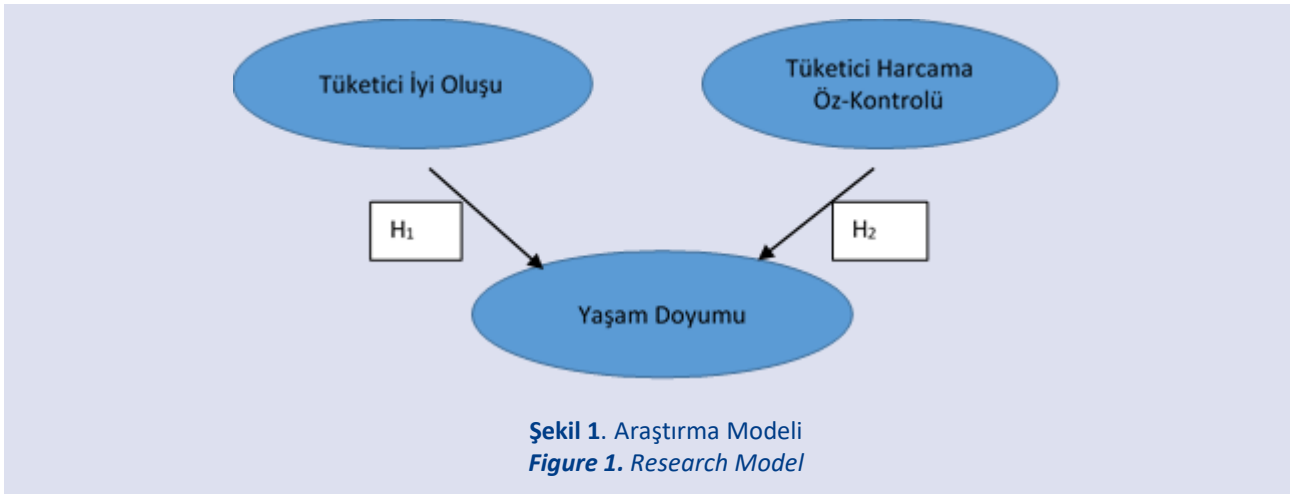 Tüketici İyi Oluşu
Tüketici Harcama
Öz-Kontrolü
H₁
H₂
Yaşam Doyumu
Şekil 1. Araştırma Modeli
Figure 1. Research Model